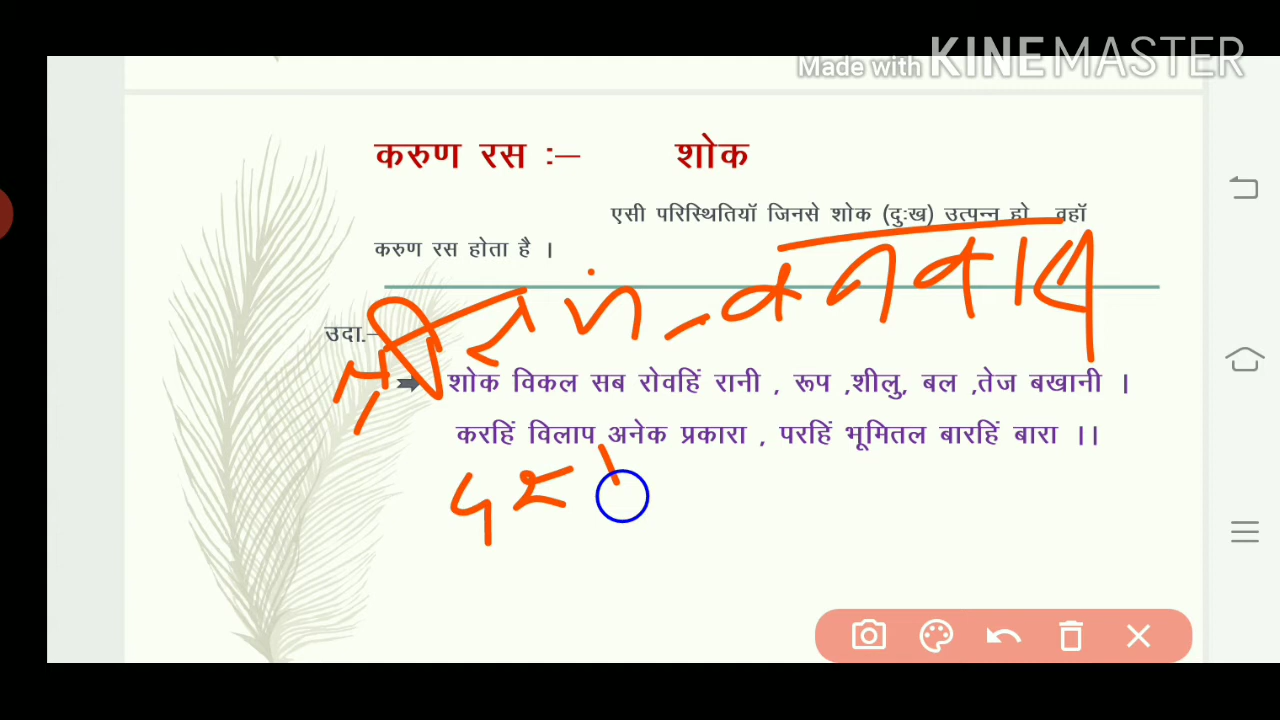 Made with KINEMASTER
करुण रस :– शोक
एसी परिस्थितियॉ जिनसे शोक (दुःख) उत्पन्न हो वहॉ
करुण रस होता है ।
उदा.–
श्री राम - वनवास
शोक विकल सब रोवहिं रानी , रूप ,शीलु, बल ,तेज बखानी ।
करहिं विलाप अनेक प्रकारा , परहिं भूमितल बारहिं बारा ।।